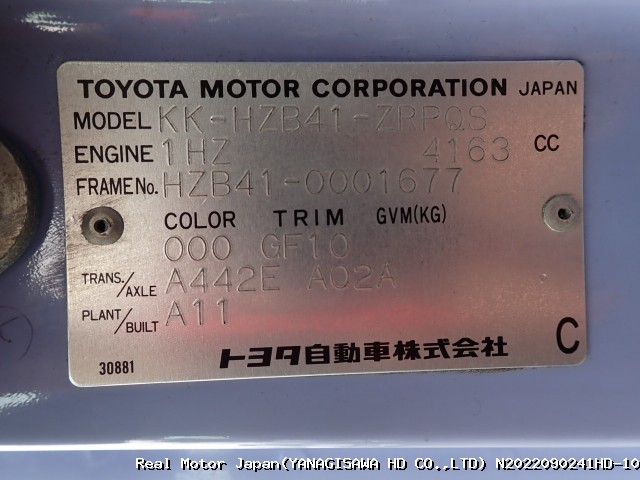 TOYOTA MOTOR CORPORATION JAPAN
MODEL KK-HZB41-ZRPQS
ENGINE 1HZ 4163 CC
FRAME No. HZB41-0001677
COLOR TRIM GVM(KG)
000 GF10
TRANS./AXLE A442E A02A
PLANT/BUILT A11
トヨタ自動車株式会社 C
30881
Real Motor Japan(YANAGISAWA HD CO.,LTD) N2022090241HD-10